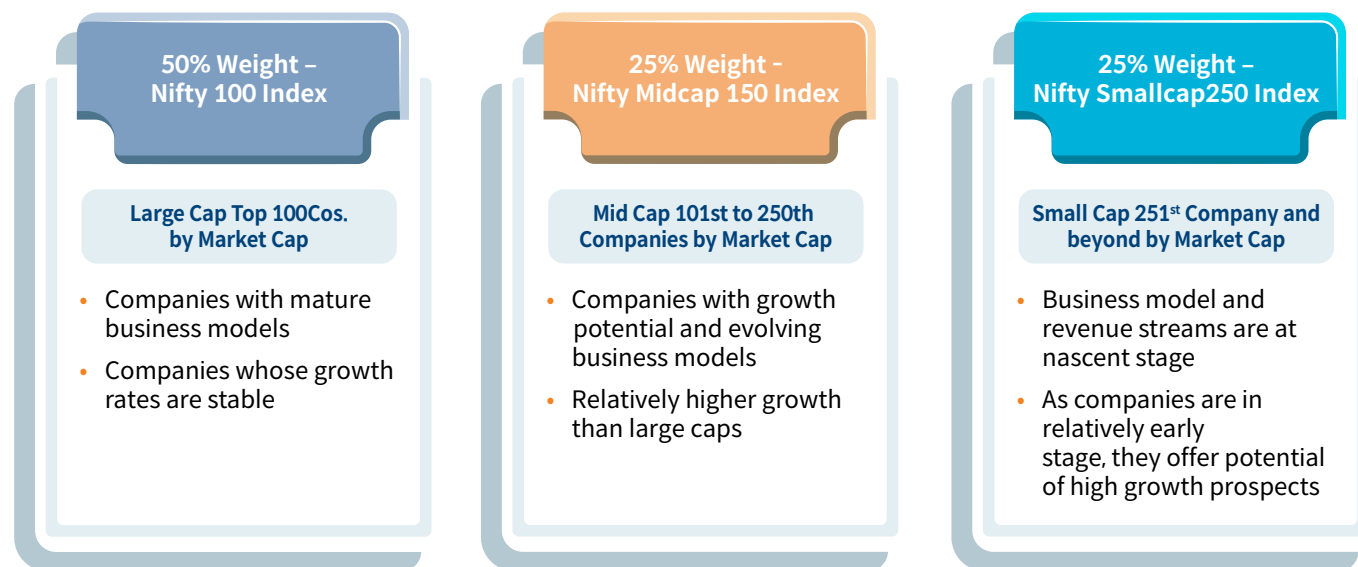 50% Weight –
Nifty 100 Index
Large Cap Top 100Cos.
by Market Cap
• Companies with mature
business models
• Companies whose growth
rates are stable
25% Weight -
Nifty Midcap 150 Index
Mid Cap 101st to 250th
Companies by Market Cap
• Companies with growth
potential and evolving
business models
• Relatively higher growth
than large caps
25% Weight –
Nifty Smallcap250 Index
Small Cap 251st Company and
beyond by Market Cap
• Business model and
revenue streams are at
nascent stage
• As companies are in
relatively early
stage, they offer potential
of high growth prospects